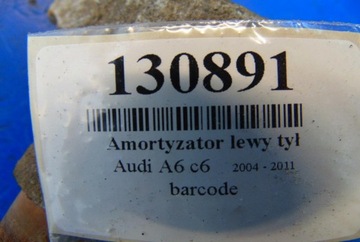 130891
Amortyzator lewy tył
Audi A6 c6 2004 - 2011
barcode